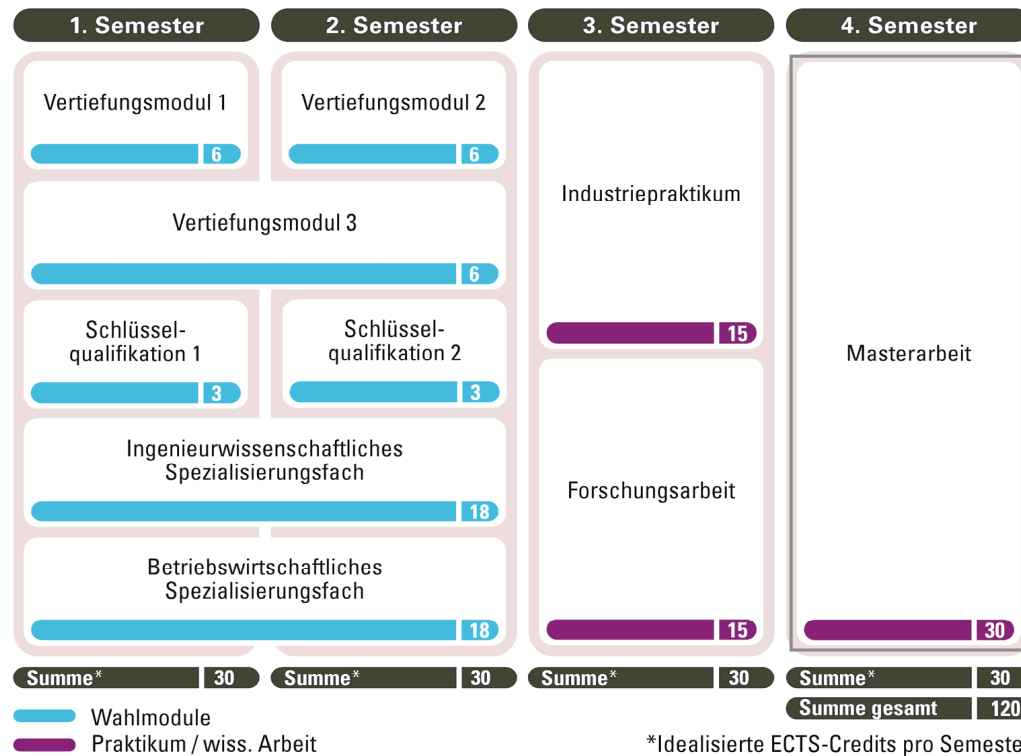 1. Semester
2. Semester
3. Semester
4. Semester
Vertiefungsmodul 1
6
Vertiefungsmodul 2
6
Vertiefungsmodul 3
6
Schlüssel-
qualifikation 1
3
Schlüssel-
qualifikation 2
3
Ingenieurwissenschaftliches
Spezialisierungsfach
18
Betriebswirtschaftliches
Spezialisierungsfach
18
Industriepraktikum
15
Forschungsarbeit
15
Masterarbeit
30
Summe* 30
Summe* 30
Summe* 30
Summe* 30
Summe gesamt 120
Wahlmodule
Praktikum / wiss. Arbeit
*Idealisierte ECTS-Credits pro Semeste